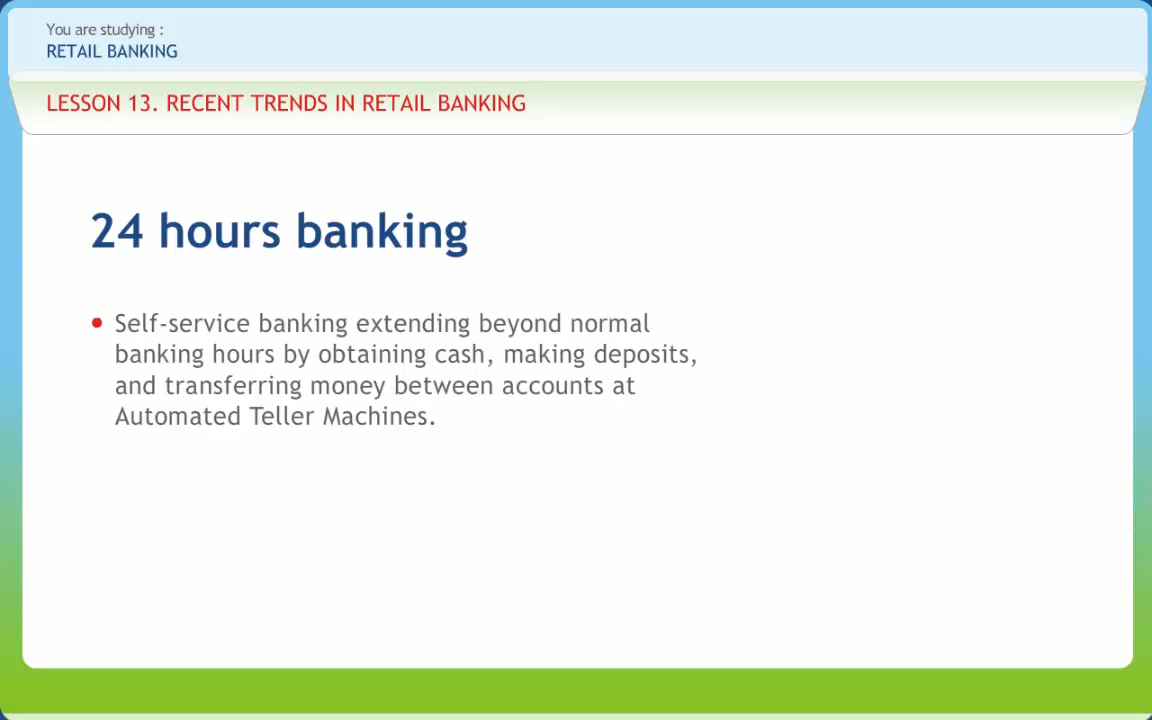 You are studying :
RETAIL BANKING
LESSON 13. RECENT TRENDS IN RETAIL BANKING
24 hours banking
• Self-service banking extending beyond normal
banking hours by obtaining cash, making deposits,
and transferring money between accounts at
Automated Teller Machines.